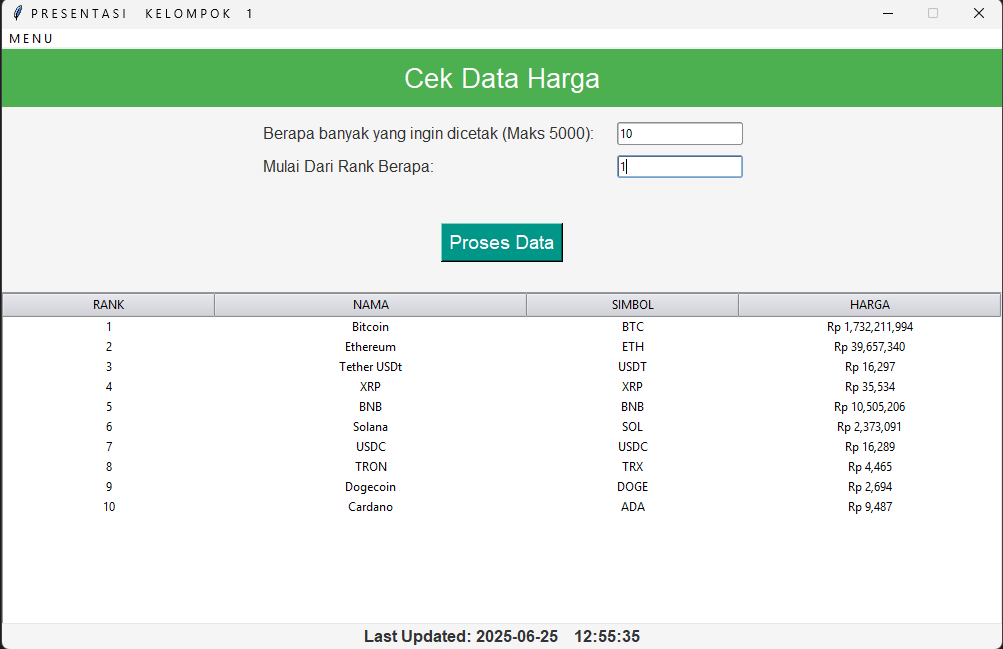 PRESENTASI KELOMPOK 1
MENU
Cek Data Harga
Berapa banyak yang ingin dicetak (Maks 5000): 10
Mulai Dari Rank Berapa: 1
Proses Data
RANK NAMA SIMBOL HARGA
1 Bitcoin BTC Rp 1,732,211,994
2 Ethereum ETH Rp 39,657,340
3 Tether USDt USDT Rp 16,297
4 XRP XRP Rp 35,534
5 BNB BNB Rp 10,505,206
6 Solana SOL Rp 2,373,091
7 USDC USDC Rp 16,289
8 TRON TRX Rp 4,465
9 Dogecoin DOGE Rp 2,694
10 Cardano ADA Rp 9,487
Last Updated: 2025-06-25 12:55:35